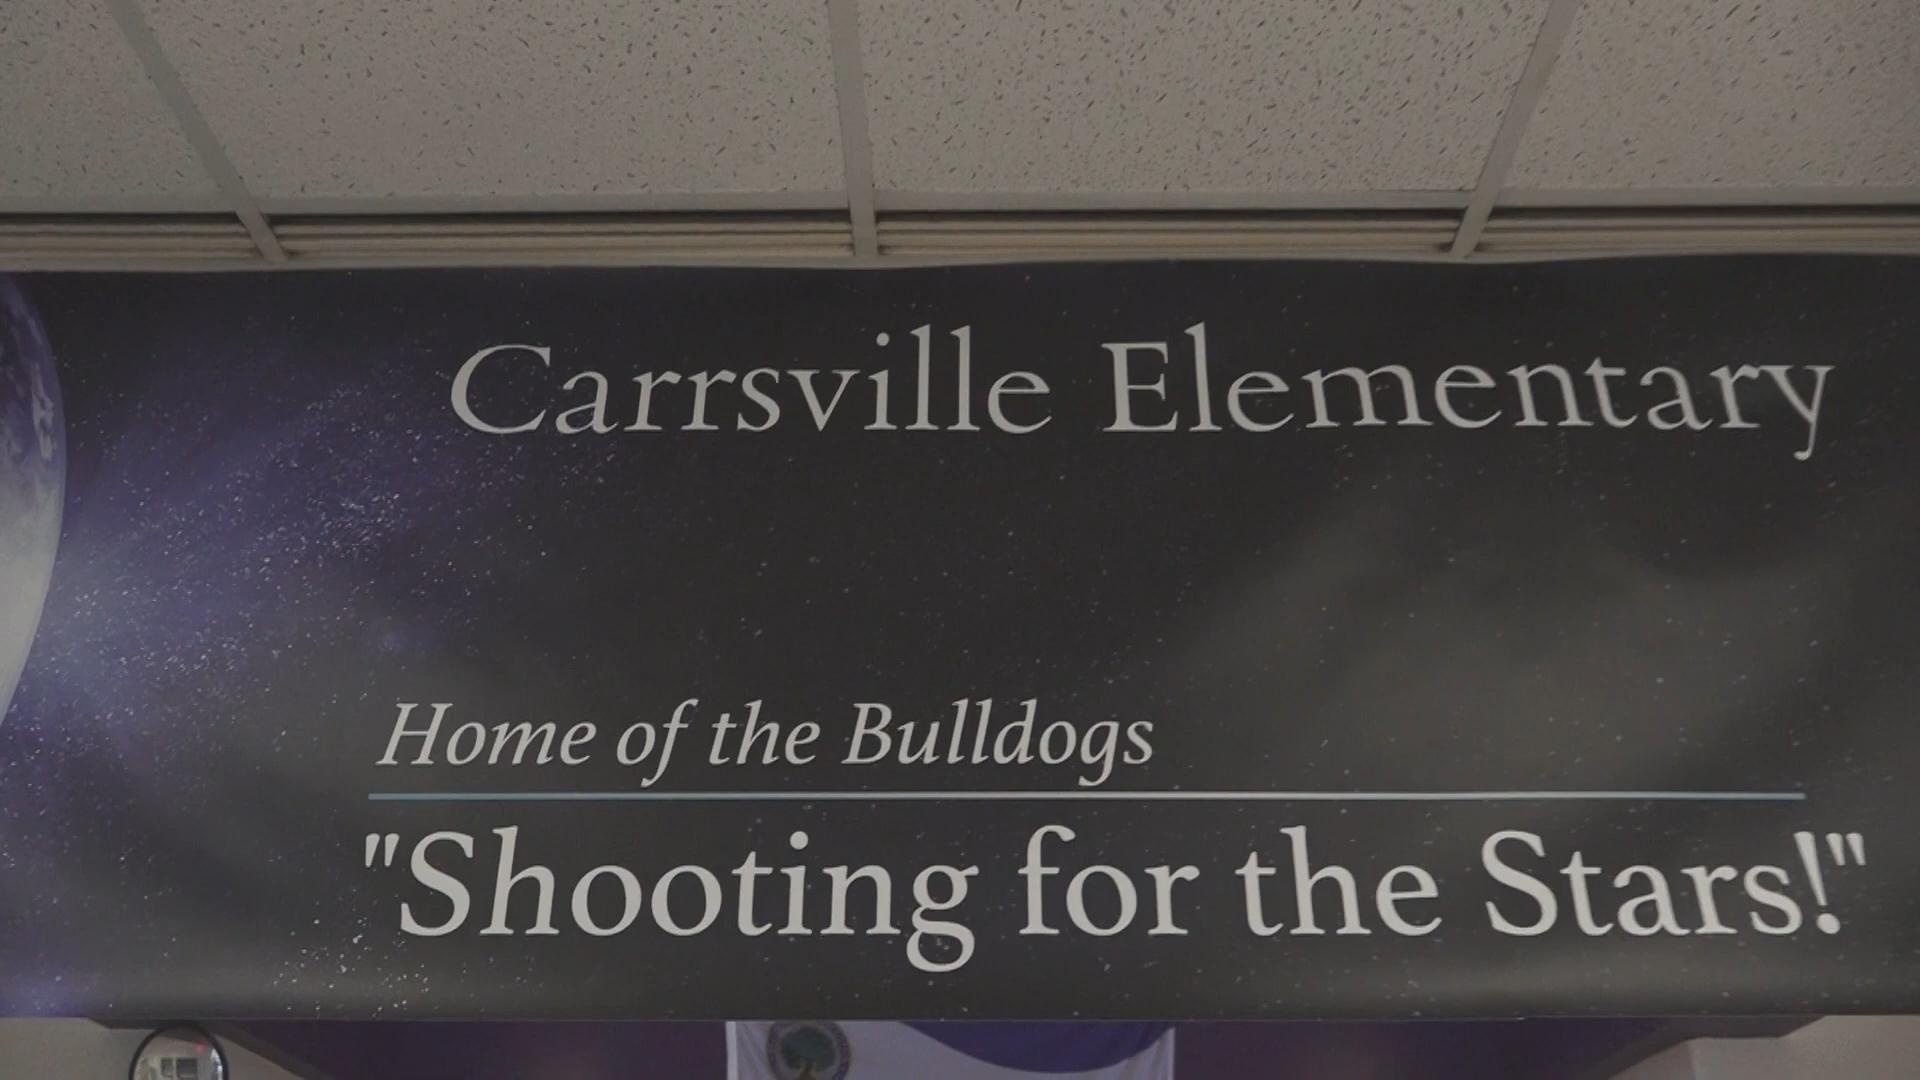 Carrsville Elementary
Home of the Bulldogs
"Shooting for the Stars!"